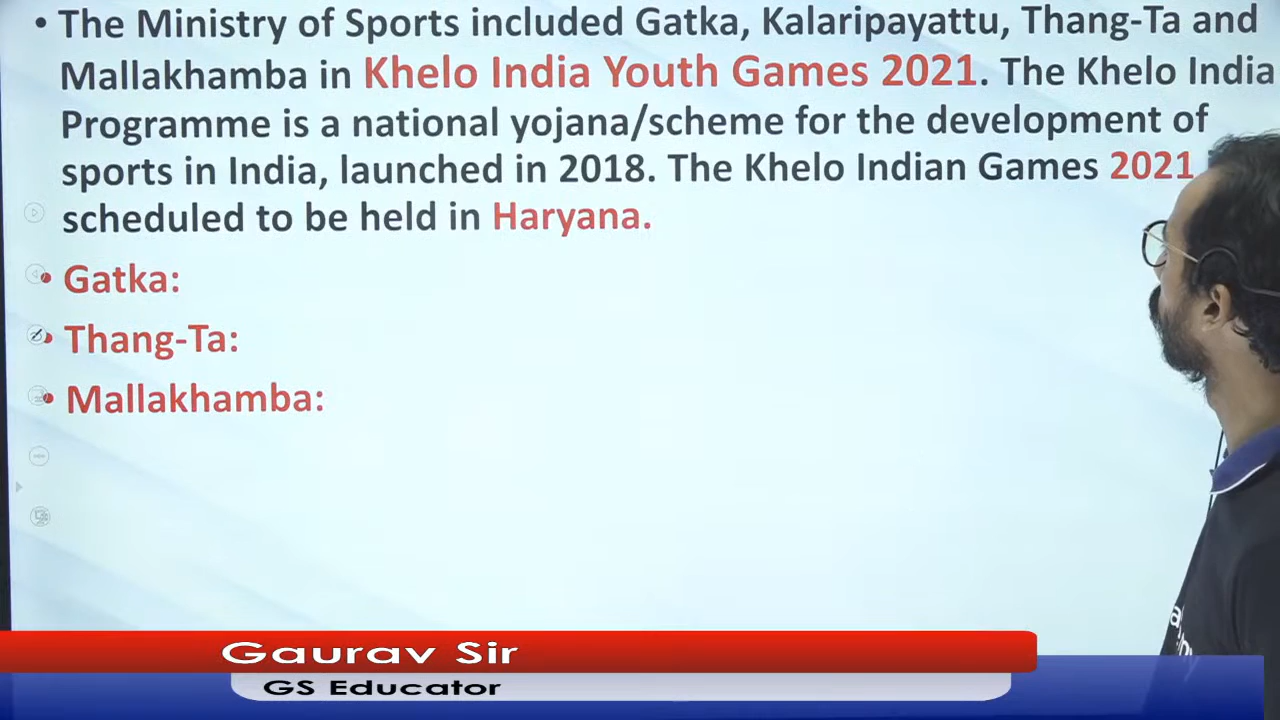 • The Ministry of Sports included Gatka, Kalaripayattu, Thang-Ta and
Mallakhamba in Khelo India Youth Games 2021. The Khelo India
Programme is a national yojana/scheme for the development of
sports in India, launched in 2018. The Khelo Indian Games 2021
scheduled to be held in Haryana.
• Gatka:
• Thang-Ta:
• Mallakhamba:
Gaurav Sir
GS Educator